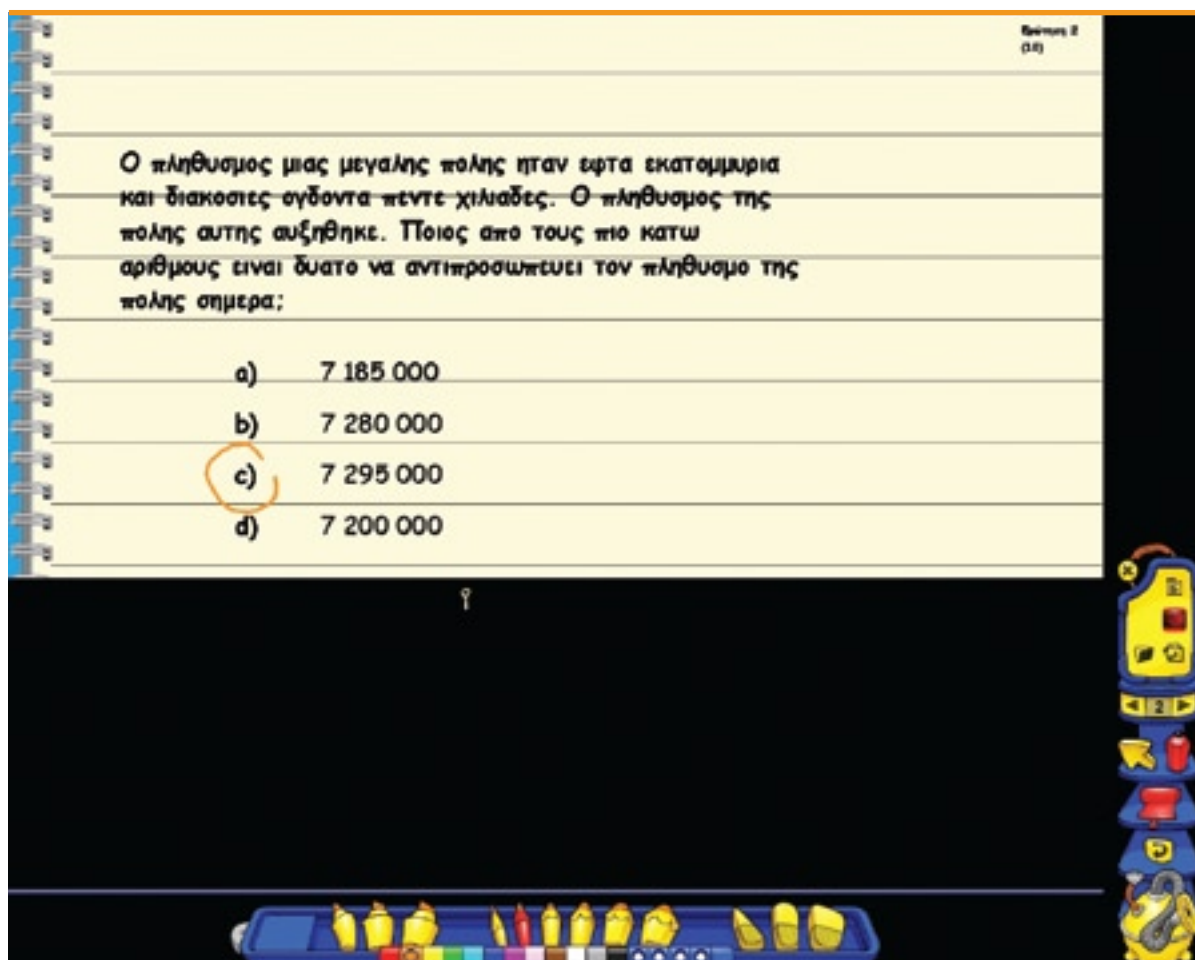 Ο πληθυσμος μιας μεγαλης πολης ηταν εφτα εκατομμυρια
και διακοσιες ογδοντα πεντε χιλιαδες. Ο πληθυσμος της
πολης αυτης αυξηθηκε. Ποιος απο τους πιο κατω
αριθμους ειναι δυατο να αντιπροσωπευει τον πληθυσμο της
πολης σημερα;
a) 7 185 000
b) 7 280 000
c) 7 295 000
d) 7 200 000
2